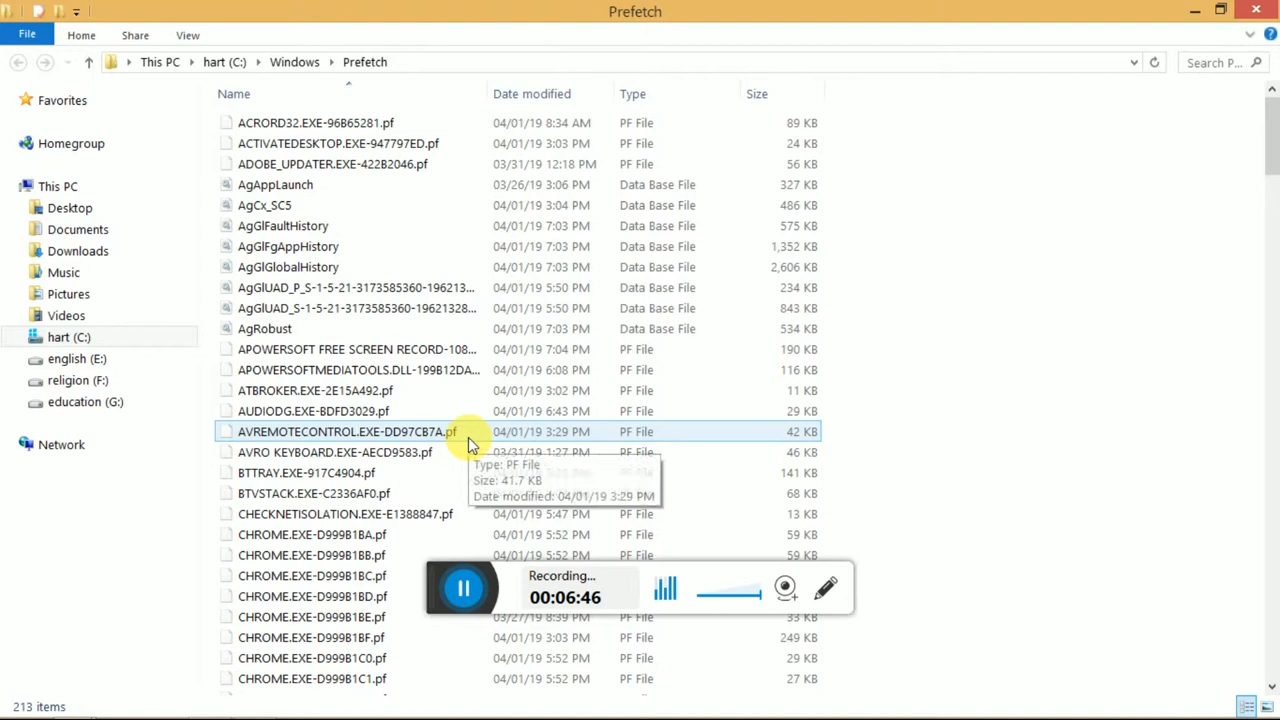 Prefetch
File Home Share View
This PC hart (C:) Windows Prefetch Search P...
Name Date modified Type Size
Favorites
Homegroup
This PC
Desktop
Documents
Downloads
Music
Pictures
Videos
hart (C:)
english (E:)
religion (F:)
education (G:)
Network
ACRORD32.EXE-96B65281.pf 04/01/19 8:34 AM PF File 89 KB
ACTIVATEDESKTOP.EXE-947797ED.pf 04/01/19 3:03 PM PF File 24 KB
ADOBE_UPDATER.EXE-422B2046.pf 03/31/19 12:18 PM PF File 56 KB
AgAppLaunch 03/26/19 3:06 PM Data Base File 327 KB
AgCx_SC5 04/01/19 3:04 PM Data Base File 486 KB
AgGlFaultHistory 04/01/19 7:03 PM Data Base File 575 KB
AgGlFgAppHistory 04/01/19 7:03 PM Data Base File 1,352 KB
AgGlGlobalHistory 04/01/19 7:03 PM Data Base File 2,606 KB
AgGlUAD_P_S-1-5-21-3173585360-196213... 04/01/19 5:50 PM Data Base File 234 KB
AgGlUAD_S-1-5-21-3173585360-19621328... 04/01/19 5:50 PM Data Base File 843 KB
AgRobust 04/01/19 7:03 PM Data Base File 534 KB
APOWERSOFT FREE SCREEN RECORD-108... 04/01/19 7:04 PM PF File 190 KB
APOWERSOFTMEDIATOOLS.DLL-199B12DA... 04/01/19 6:08 PM PF File 116 KB
ATBROKER.EXE-2E15A492.pf 04/01/19 3:02 PM PF File 11 KB
AUDIODG.EXE-BDFD3029.pf 04/01/19 6:43 PM PF File 29 KB
AVREMOTECONTROL.EXE-DD97CB7A.pf 04/01/19 3:29 PM PF File 42 KB
AVRO KEYBOARD.EXE-AECD9583.pf 03/31/19 1:27 PM PF File 46 KB
Type: PF File
Size: 41.7 KB
Date modified: 04/01/19 3:29 PM
BTTRAY.EXE-917C4904.pf 141 KB
BTVSTACK.EXE-C2336AF0.pf 68 KB
CHECKNETISOLATION.EXE-E1388847.pf 04/01/19 5:47 PM PF File 13 KB
CHROME.EXE-D999B1BA.pf 04/01/19 5:52 PM PF File 59 KB
CHROME.EXE-D999B1BB.pf 04/01/19 5:52 PM PF File 59 KB
CHROME.EXE-D999B1BC.pf
CHROME.EXE-D999B1BD.pf
CHROME.EXE-D999B1BE.pf 03/27/19 8:39 PM PF File 33 KB
CHROME.EXE-D999B1BF.pf 04/01/19 3:03 PM PF File 249 KB
CHROME.EXE-D999B1C0.pf 04/01/19 5:52 PM PF File 29 KB
CHROME.EXE-D999B1C1.pf 04/01/19 5:52 PM PF File 27 KB
Recording...
00:06:46
213 items